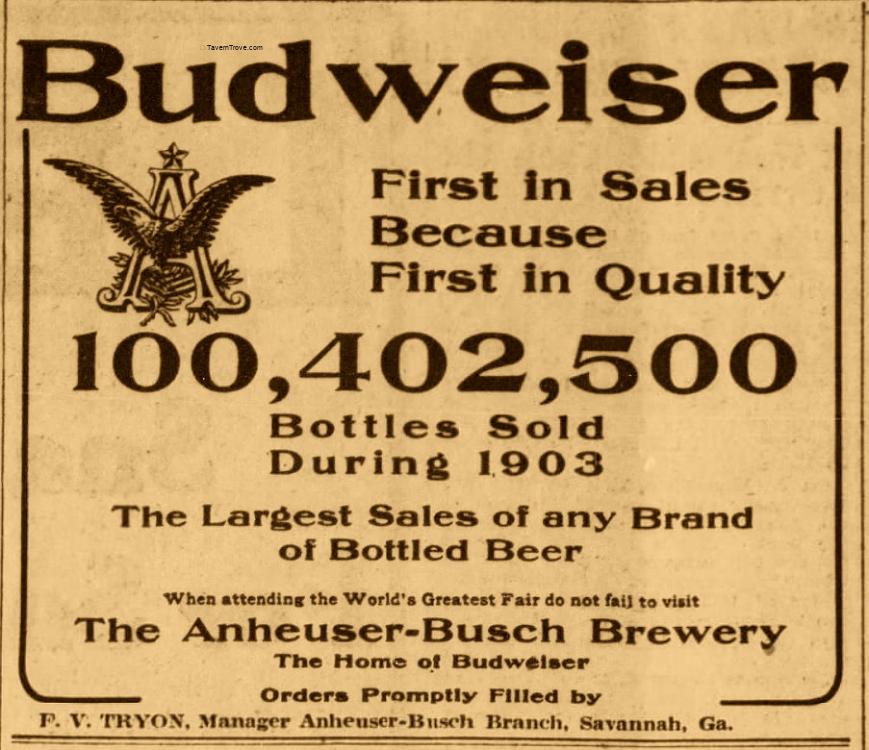 TavernTrove.com
Budweiser
A
First in Sales
Because
First in Quality
100,402,500
Bottles Sold
During 1903
The Largest Sales of any Brand
of Bottled Beer
When attending the World's Greatest Fair do not fail to visit
The Anheuser-Busch Brewery
The Home of Budweiser
Orders Promptly Filled by
F. V. TRYON, Manager Anheuser-Busch Branch, Savannah, Ga.